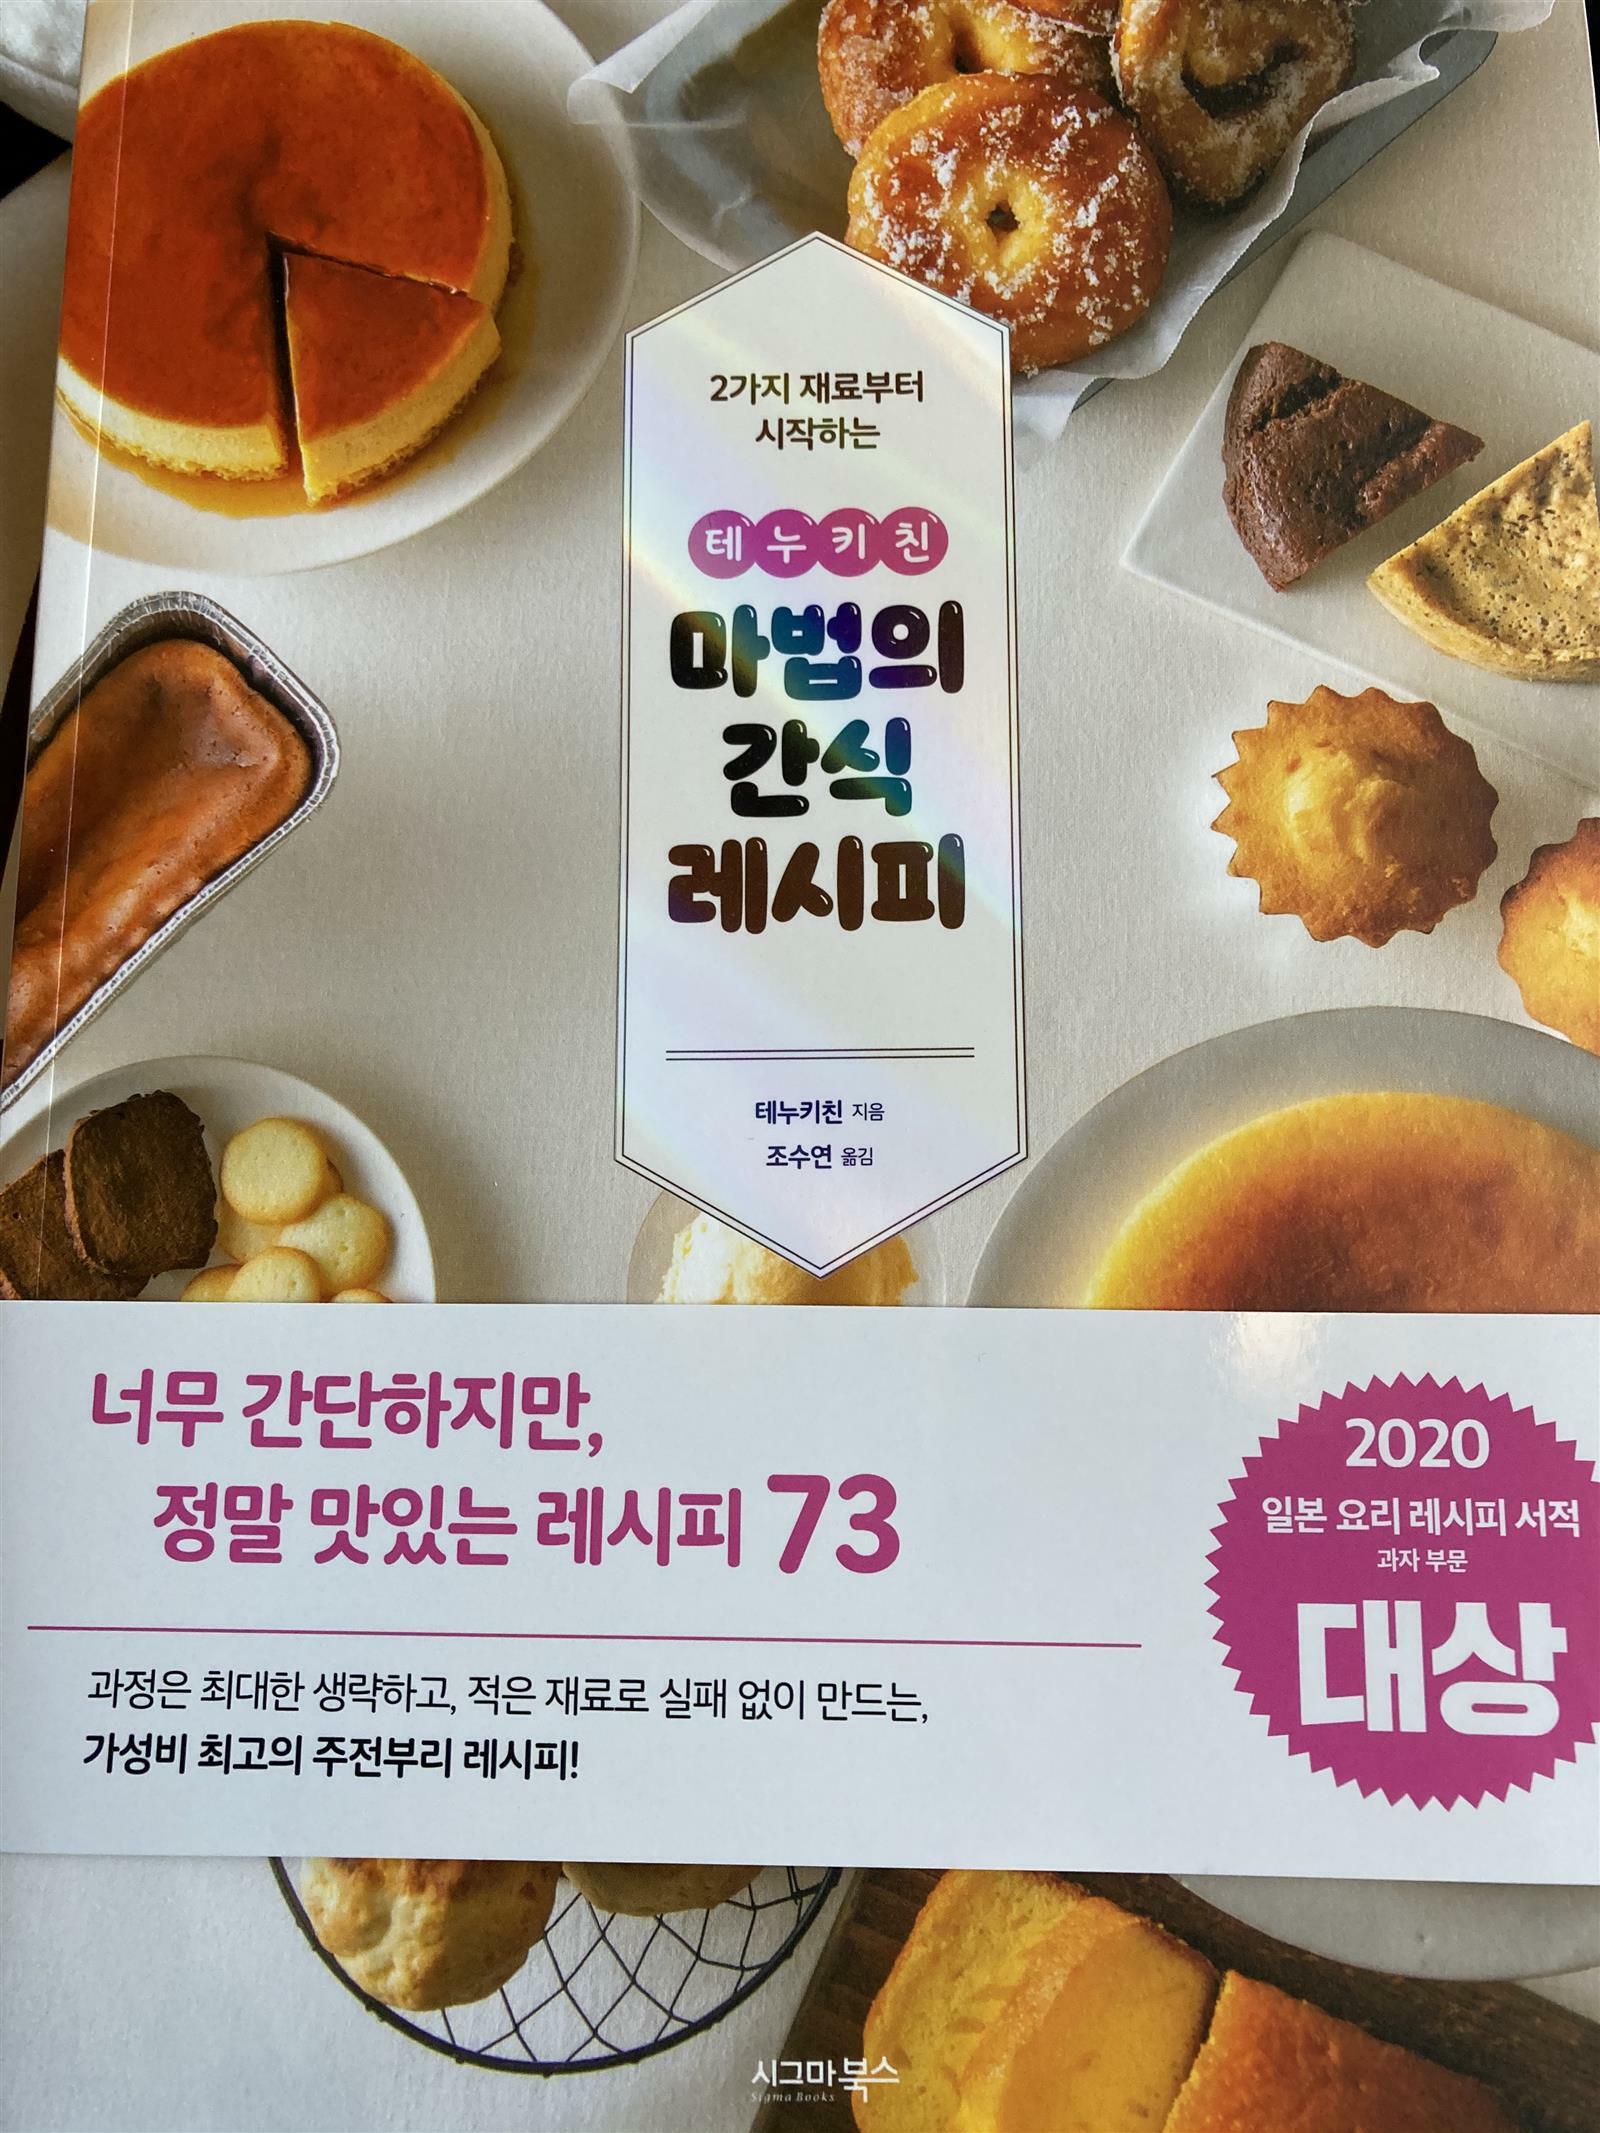 2가지 재료부터
시작하는
테누키친
마법의
간식
레시피
테누키친 지음
조수연 옮김
너무 간단하지만,
정말 맛있는 레시피 73
과정은 최대한 생략하고, 적은 재료로 실패 없이 만드는,
가성비 최고의 주전부리 레시피!
2020
일본 요리 레시피 서적
과자 부문
대상
시그마북스
Sigma Books